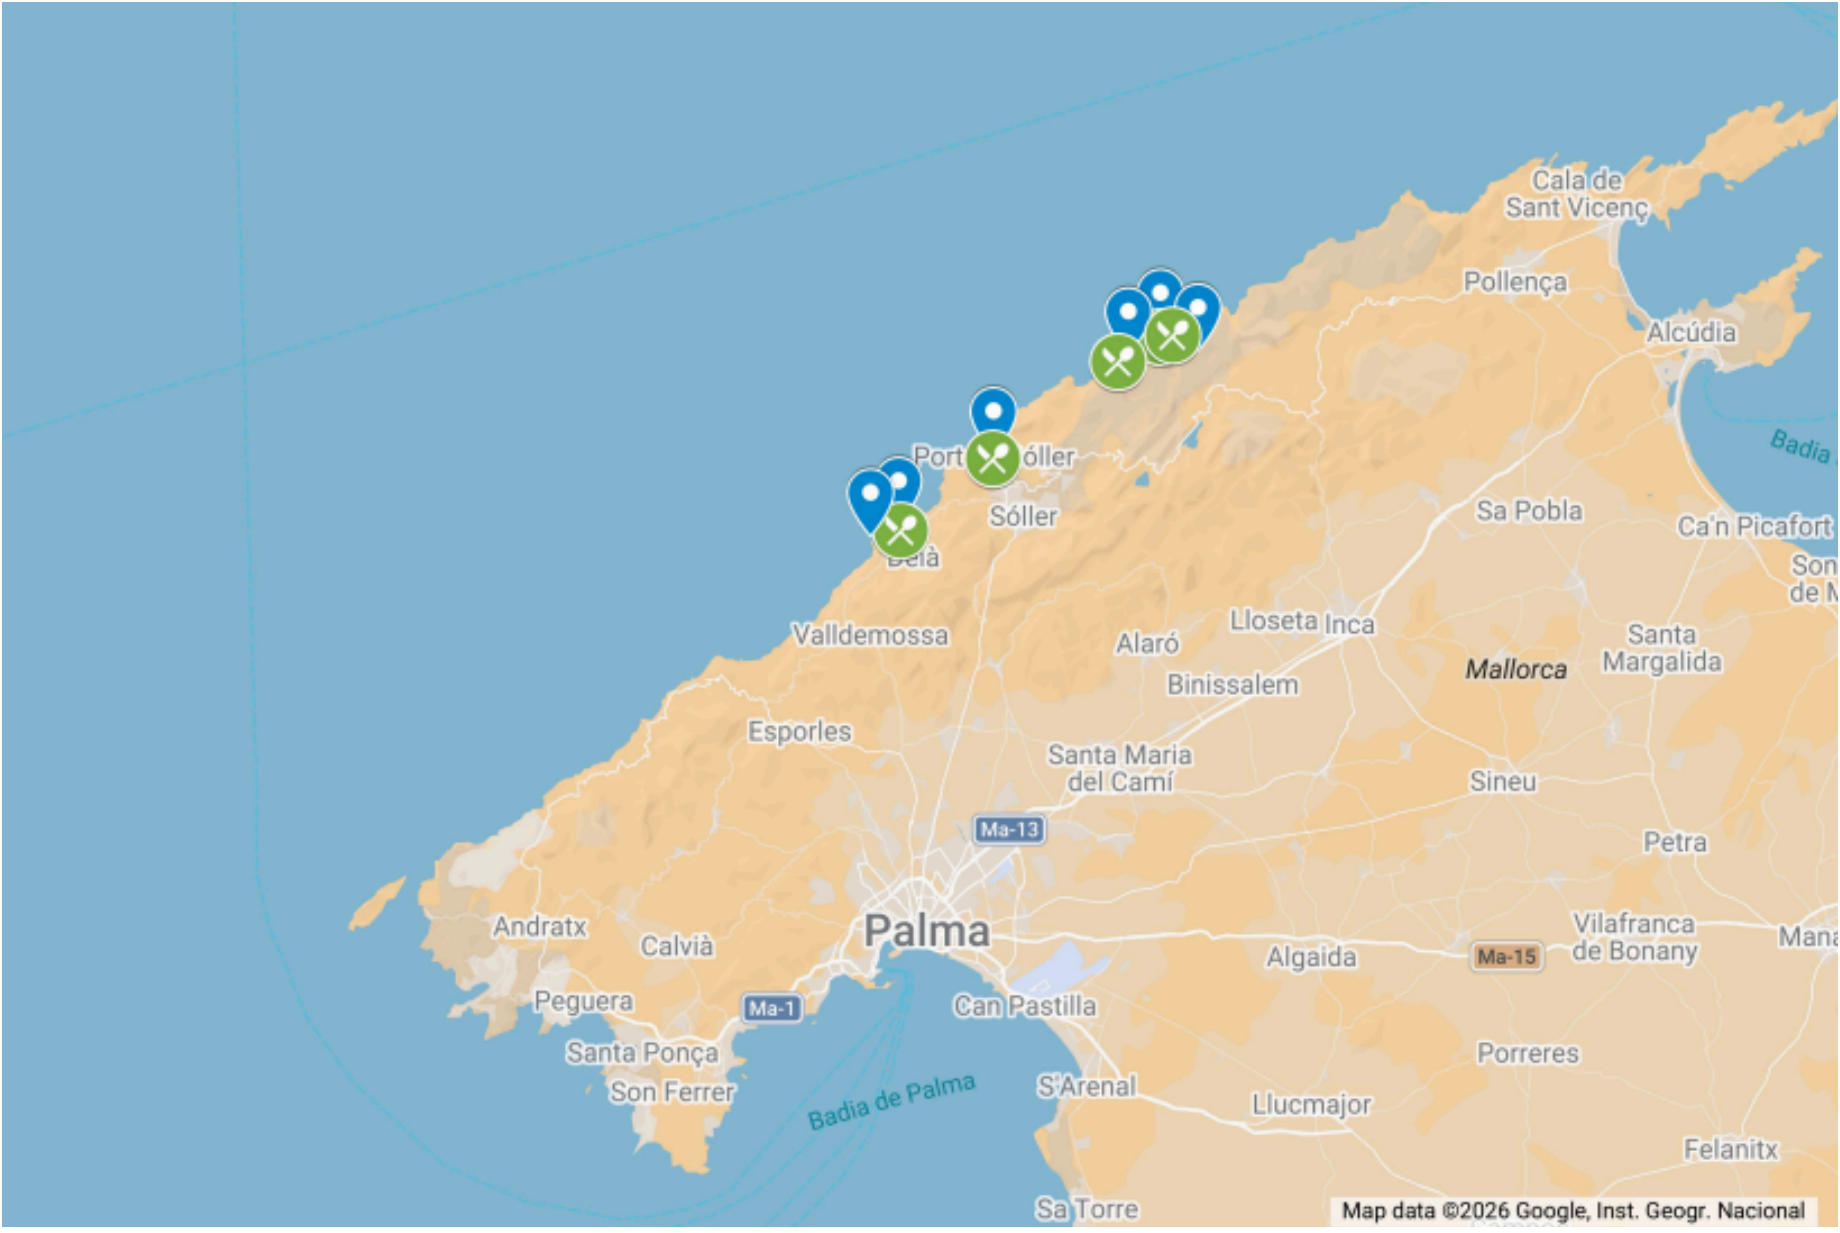 Cala de
Sant Vicenç
Pollença
Alcúdia
Badia
Port
óller
Sóller
Sa Pobla
Ca'n Picafort
Son
de M
Deià
Valldemossa
Alaró
Lloseta
Inca
Binissalem
Mallorca
Santa
Margalida
Esporles
Santa Maria
del Camí
Sineu
Ma-13
Petra
Andratx
Calvià
Palma
Algaida
Ma-15
Vilafranca
de Bonany
Mana
Peguera
Ma-1
Can Pastilla
Santa Ponça
Son Ferrer
Badia de Palma
S'Arenal
Porreres
Llucmajor
Felanitx
Sa Torre
Map data ©2026 Google, Inst. Geogr. Nacional